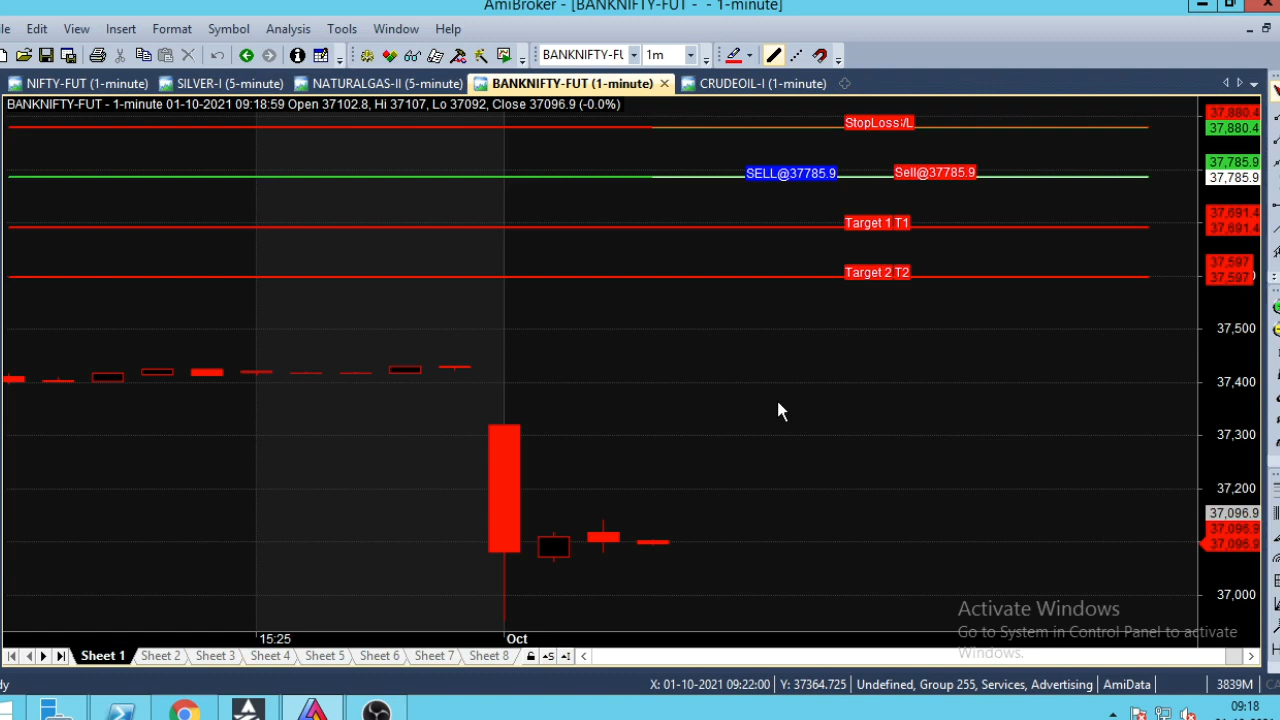 AmiBroker - [BANKNIFTY-FUT - - 1-minute]
Edit View Insert Format Symbol Analysis Tools Window Help
BANKNIFTY-FU 1m
NIFTY-FUT (1-minute) SILVER-I (5-minute) NATURALGAS-II (5-minute) BANKNIFTY-FUT (1-minute) CRUDEOIL-I (1-minute)
BANKNIFTY-FUT - 1-minute 01-10-2021 09:18:59 Open 37102.8, Hi 37107, Lo 37092, Close 37096.9 (-0.0%)
37,880.4
StopLoss:/L
37,880.4
37,785.9
SELL@37785.9 Sell@37785.9
37,785.9
37,691.4
Target 1 T1
37,691.4
37,597
Target 2 T2
37,597
37,500
37,400
37,300
37,200
37,096.9
37,096.9
37,096.9
37,000
Activate Windows
Go to System in Control Panel to activate
Windows.
15:25 Oct
Sheet 1 Sheet 2 Sheet 3 Sheet 4 Sheet 5 Sheet 6 Sheet 7 Sheet 8
X: 01-10-2021 09:22:00 Y: 37364.725 Undefined, Group 255, Services, Advertising AmiData 3839M
09:18